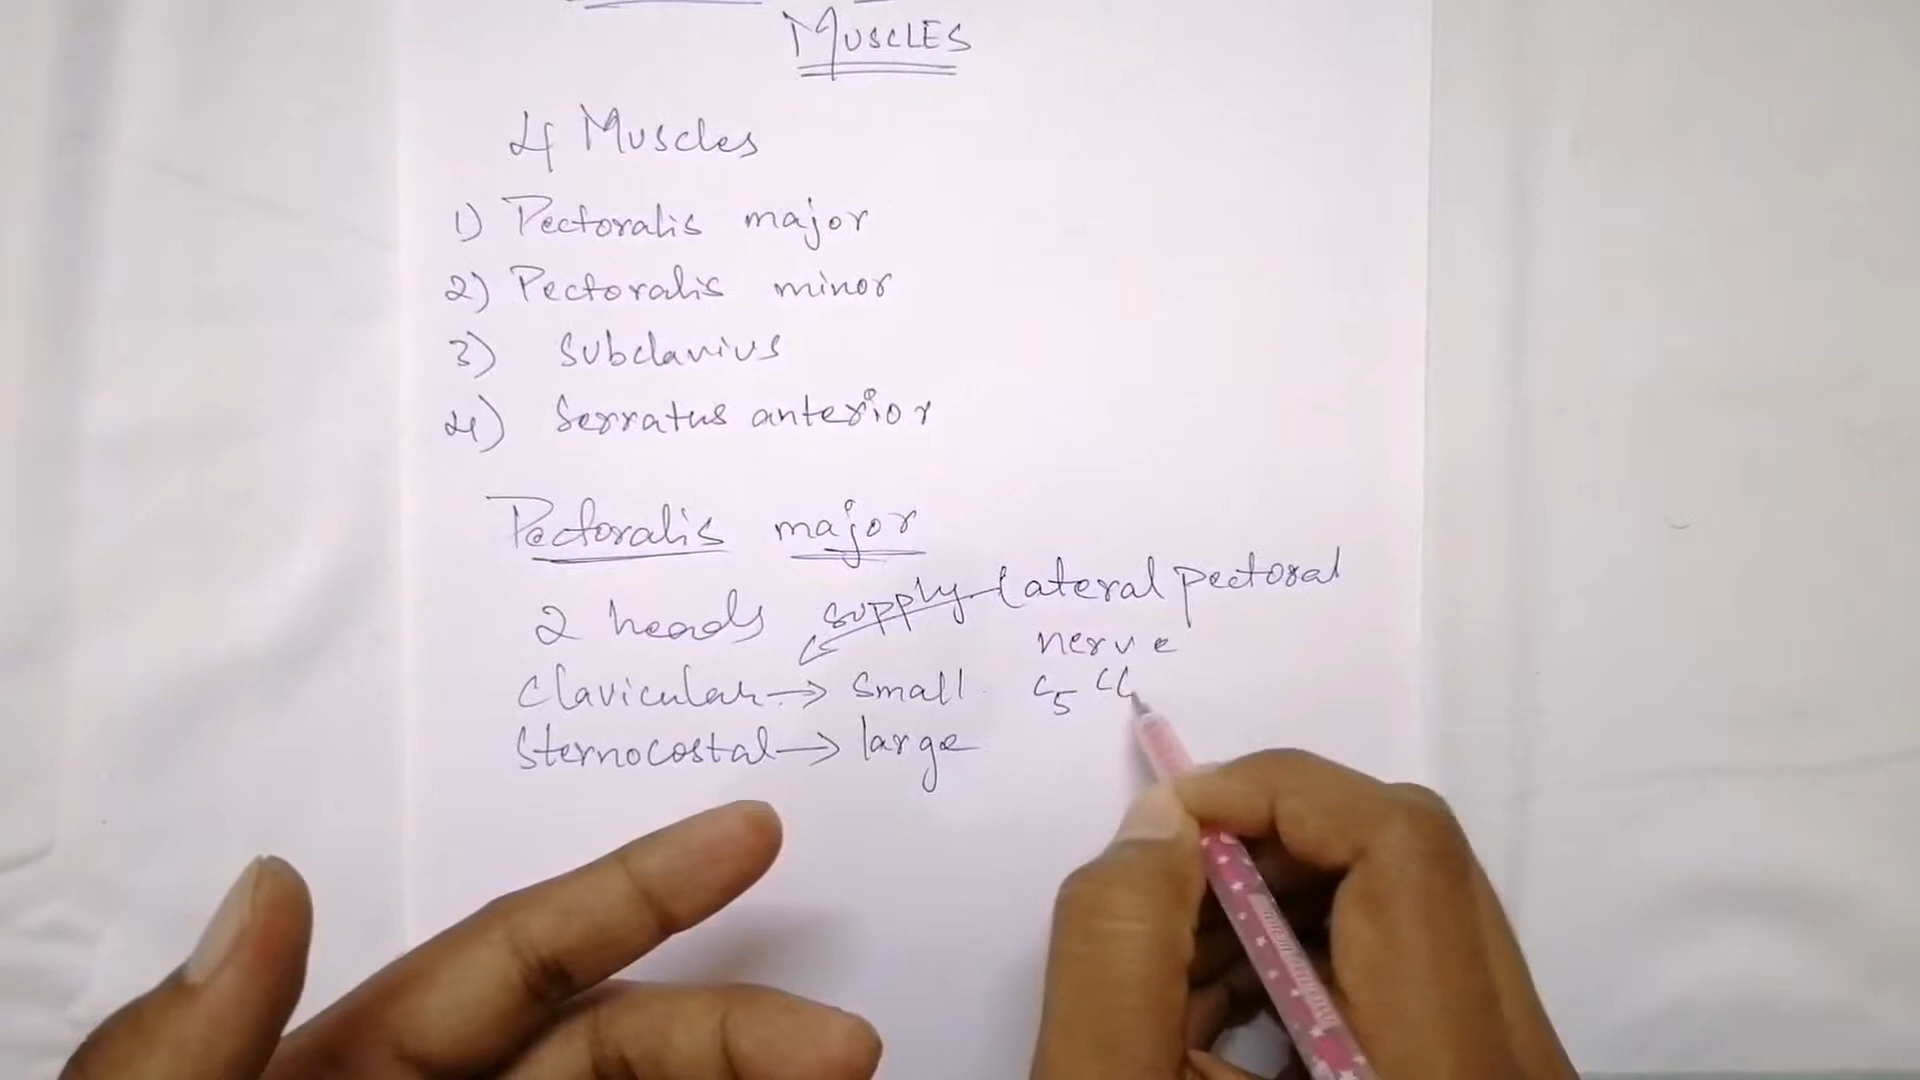 MUSCLES
4 Muscles
1) Pectoralis major
2) Pectoralis minor
3) Subclavius
4) Serratus anterior
Pectoralis major
2 heads supply lateral pectoral
nerve
Clavicular → small C5 C6
Sternocostal → large